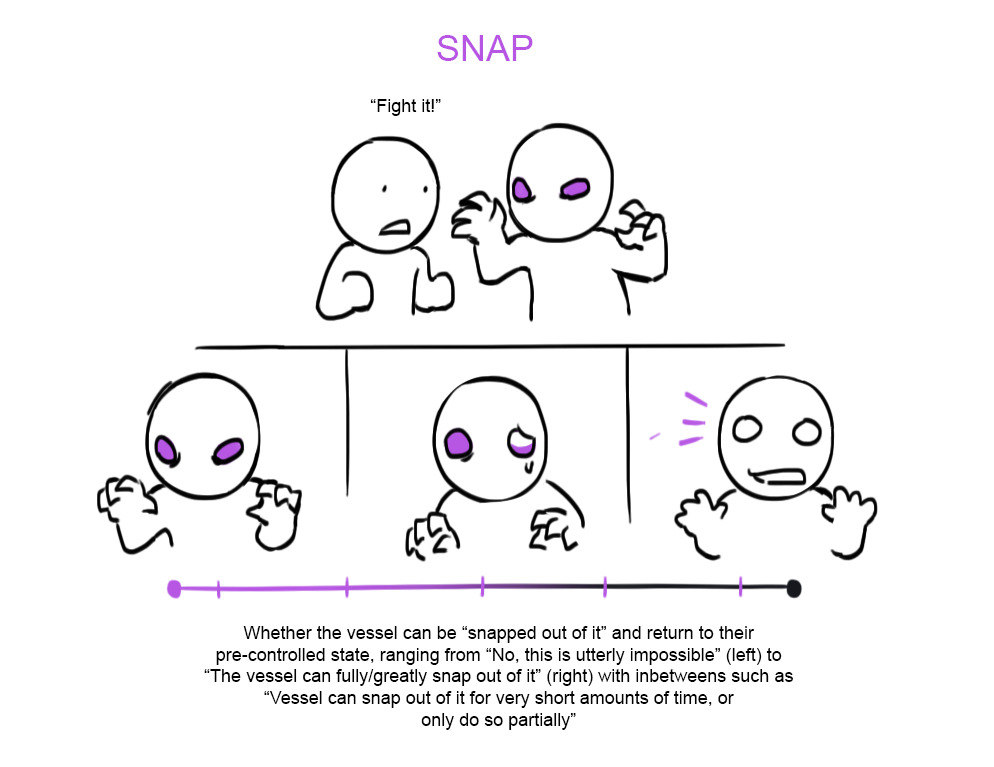 SNAP
“Fight it!”
Whether the vessel can be “snapped out of it” and return to their
pre-controlled state, ranging from “No, this is utterly impossible” (left) to
“The vessel can fully/greatly snap out of it” (right) with inbetweens such as
“Vessel can snap out of it for very short amounts of time, or
only do so partially”